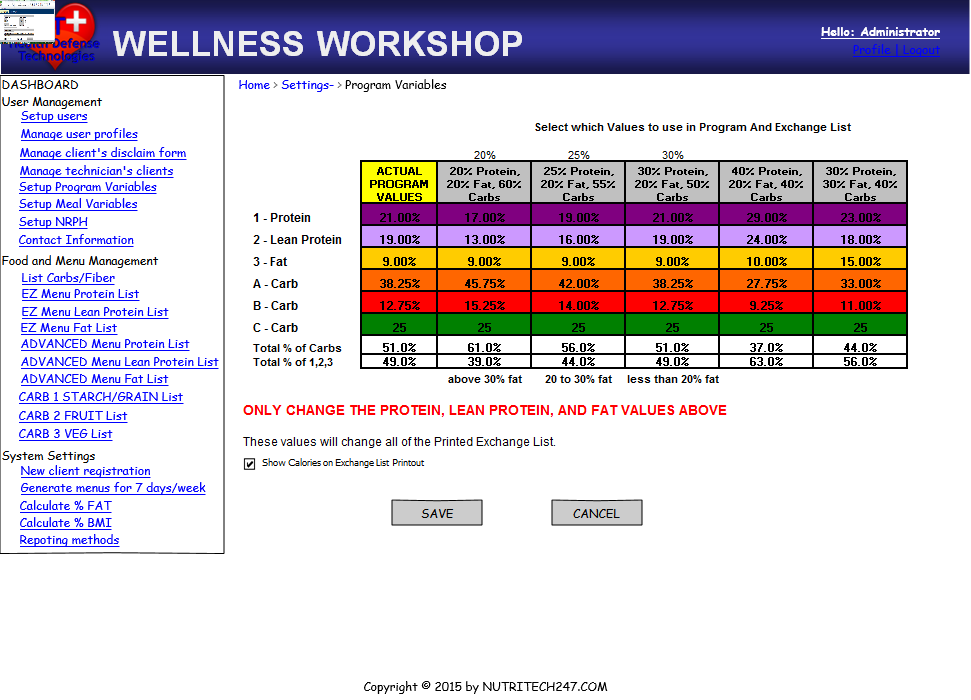 Health Defense
Technologies
WELLNESS WORKSHOP
Hello: Administrator
Profile | Logout
DASHBOARD
User Management
Setup users
Manage user profiles
Manage client's disclaim form
Manage technician's clients
Setup Program Variables
Setup Meal Variables
Setup NRPH
Contact Information
Food and Menu Management
List Carbs/Fiber
EZ Menu Protein List
EZ Menu Lean Protein List
EZ Menu Fat List
ADVANCED Menu Protein List
ADVANCED Menu Lean Protein List
ADVANCED Menu Fat List
CARB 1 STARCH/GRAIN List
CARB 2 FRUIT List
CARB 3 VEG List
System Settings
New client registration
Generate menus for 7 days/week
Calculate % FAT
Calculate % BMI
Repoting methods
Home > Settings- > Program Variables
Select which Values to use in Program And Exchange List
20% 25% 30%
ACTUAL PROGRAM VALUES 20% Protein, 20% Fat, 60% Carbs 25% Protein, 20% Fat, 55% Carbs 30% Protein, 20% Fat, 50% Carbs 40% Protein, 20% Fat, 40% Carbs 30% Protein, 30% Fat, 40% Carbs
1 - Protein 21.00% 17.00% 19.00% 21.00% 29.00% 23.00%
2 - Lean Protein 19.00% 13.00% 16.00% 19.00% 24.00% 18.00%
3 - Fat 9.00% 9.00% 9.00% 9.00% 10.00% 15.00%
A - Carb 38.25% 45.75% 42.00% 38.25% 27.75% 33.00%
B - Carb 12.75% 15.25% 14.00% 12.75% 9.25% 11.00%
C - Carb 25 25 25 25 25 25
Total % of Carbs 51.0% 61.0% 56.0% 51.0% 37.0% 44.0%
Total % of 1,2,3 49.0% 39.0% 44.0% 49.0% 63.0% 56.0%
above 30% fat 20 to 30% fat less than 20% fat
ONLY CHANGE THE PROTEIN, LEAN PROTEIN, AND FAT VALUES ABOVE
These values will change all of the Printed Exchange List.
Show Calories on Exchange List Printout
SAVE CANCEL
Copyright © 2015 by NUTRITECH247.COM